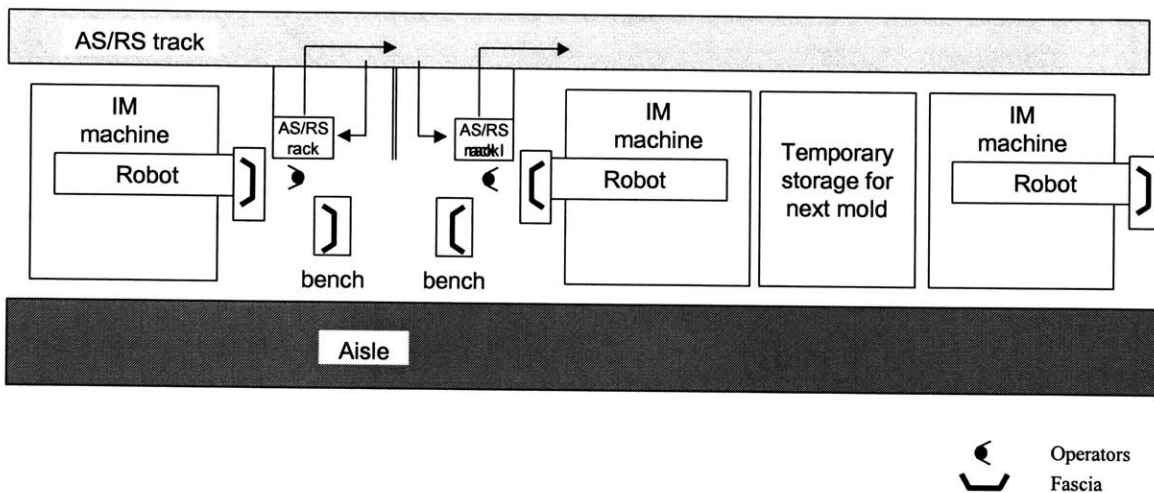 AS/RS track
IM
machine
Robot
AS/RS
rack
AS/RS
IM
machine
Robot
Temporary
storage for
next mold
IM
machine
Robot
bench
bench
Aisle
Operators
Fascia